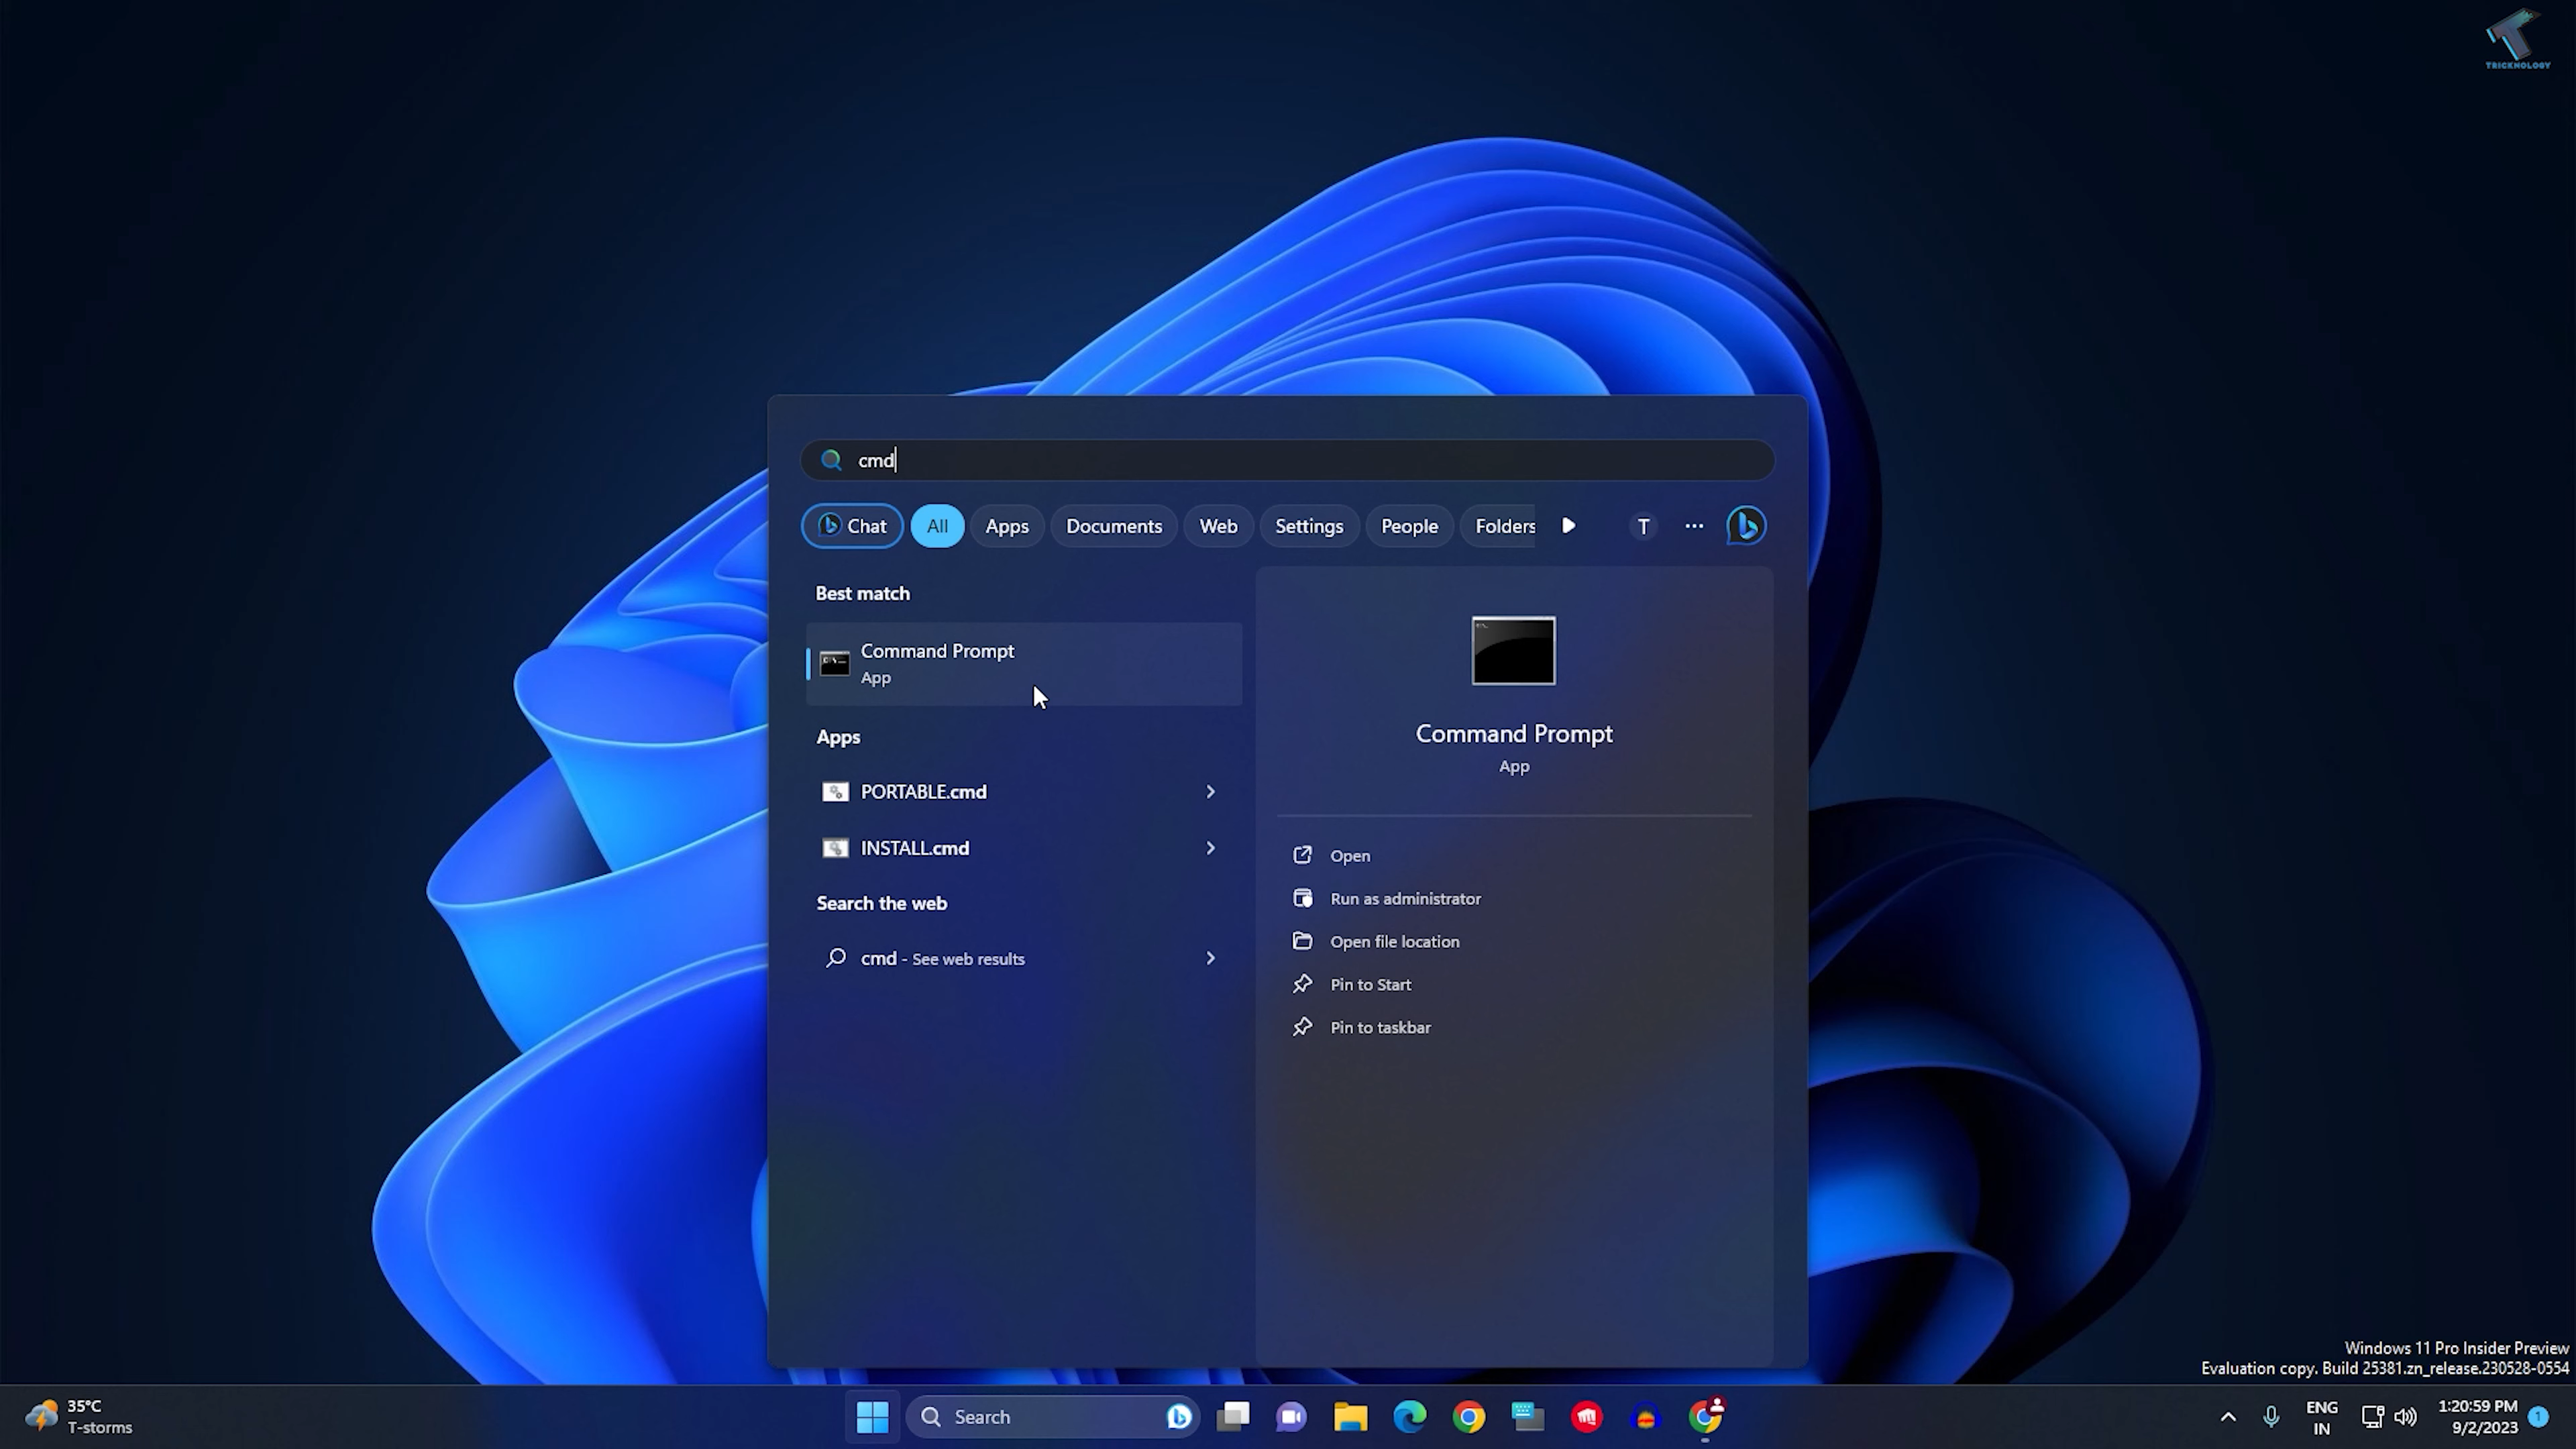 TRICKNOLOGY
cmd
Chat All Apps Documents Web Settings People Folders T ...
Best match
Command Prompt
App
Apps
PORTABLE.cmd
INSTALL.cmd
Search the web
cmd - See web results
Command Prompt
App
Open
Run as administrator
Open file location
Pin to Start
Pin to taskbar
Windows 11 Pro Insider Preview
Evaluation copy. Build 25381.zn_release.230528-0554
35°C
T-storms
Search
ENG
IN
1:20:59 PM
9/2/2023
1